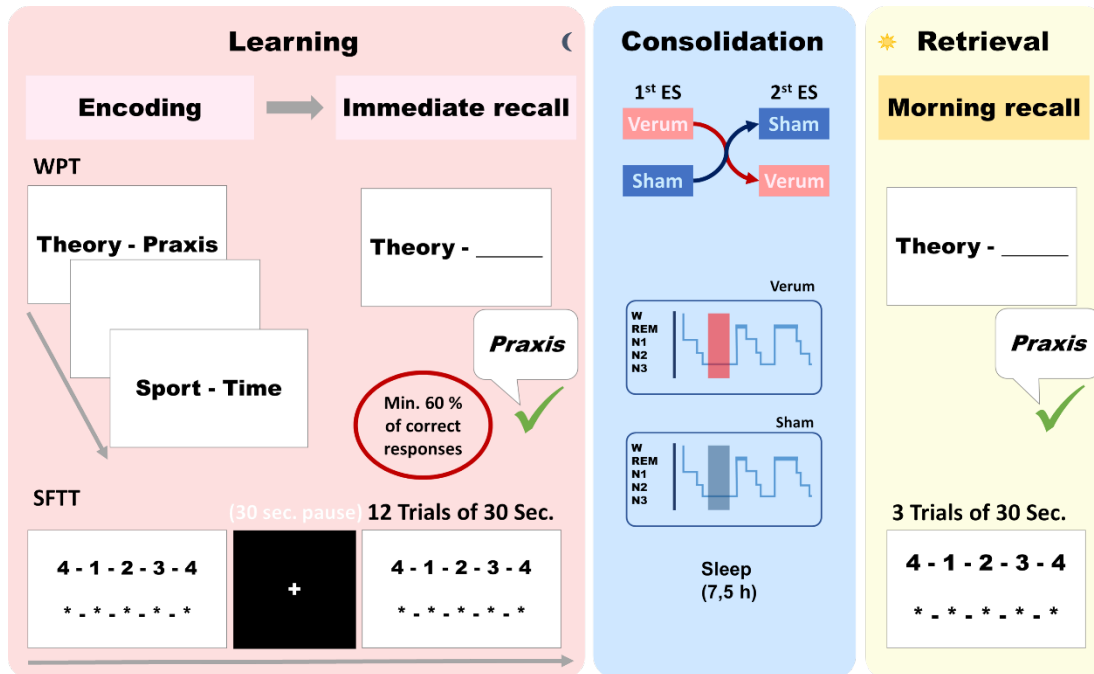 Learning
Encoding
Immediate recall
WPT
Theory - Praxis
Sport - Time
Theory - ______
Praxis
Min. 60 %
of correct
responses
SFTT
(30 sec. pause)
12 Trials of 30 Sec.
4 - 1 - 2 - 3 - 4
* - * - * - * - *
+
4 - 1 - 2 - 3 - 4
* - * - * - * - *
Consolidation
1st ES
2nd ES
Verum
Sham
Sham
Verum
Verum
W
REM
N1
N2
N3
Sham
W
REM
N1
N2
N3
Sleep
(7,5 h)
Retrieval
Morning recall
Theory - ______
Praxis
3 Trials of 30 Sec.
4 - 1 - 2 - 3 - 4
* - * - * - * - *